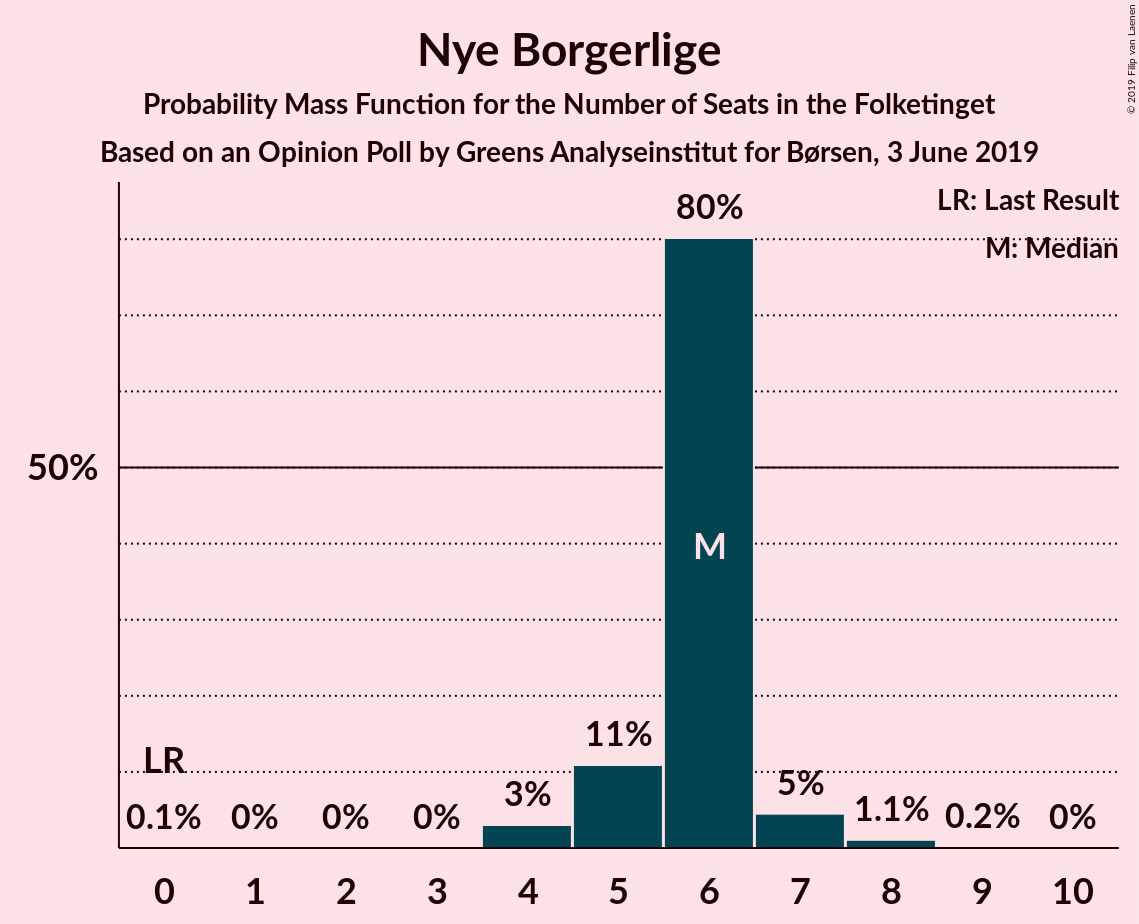 Nye Borgerlige
Probability Mass Function for the Number of Seats in the Folketinget
Based on an Opinion Poll by Greens Analyseinstitut for Børsen, 3 June 2019
© 2019 Filip van Laenen
LR: Last Result
M: Median
80%
50%
M
LR
11%
3%
5%
0.1% 0% 0% 0% 1.1% 0.2% 0%
0 1 2 3 4 5 6 7 8 9 10